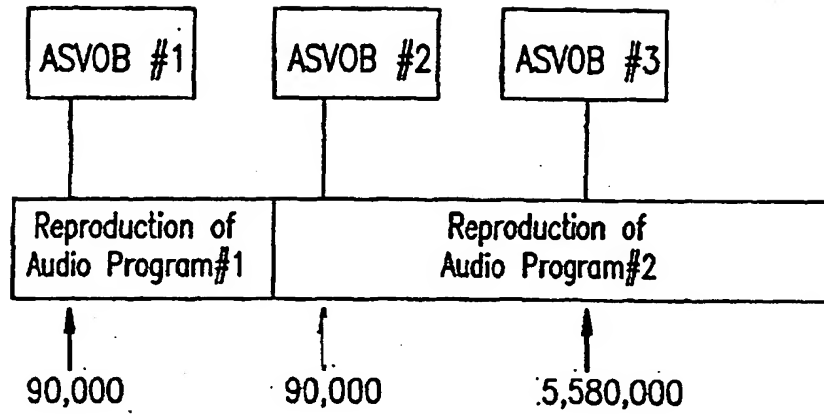 ASVOB #1
ASVOB #2
ASVOB #3
Reproduction of
Audio Program#1
Reproduction of
Audio Program#2
90,000
90,000
5,580,000